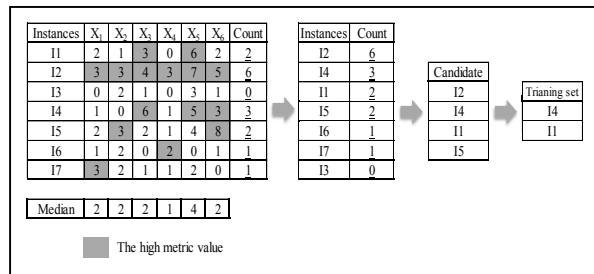 Instances X1 X2 X3 X4 X5 X6 Count
I1 2 1 3 0 6 2 2
I2 3 3 4 3 7 5 6
I3 0 2 1 0 3 1 0
I4 1 0 6 1 5 3 3
I5 2 3 2 1 4 8 2
I6 1 2 0 2 0 1 1
I7 3 2 1 1 2 0 1
Median 2 2 2 1 4 2
The high metric value
Instances Count
I2 6
I4 3
I1 2
I5 2
I6 1
I7 1
I3 0
Candidate
I2
I4
I1
I5
Trianing set
I4
I1